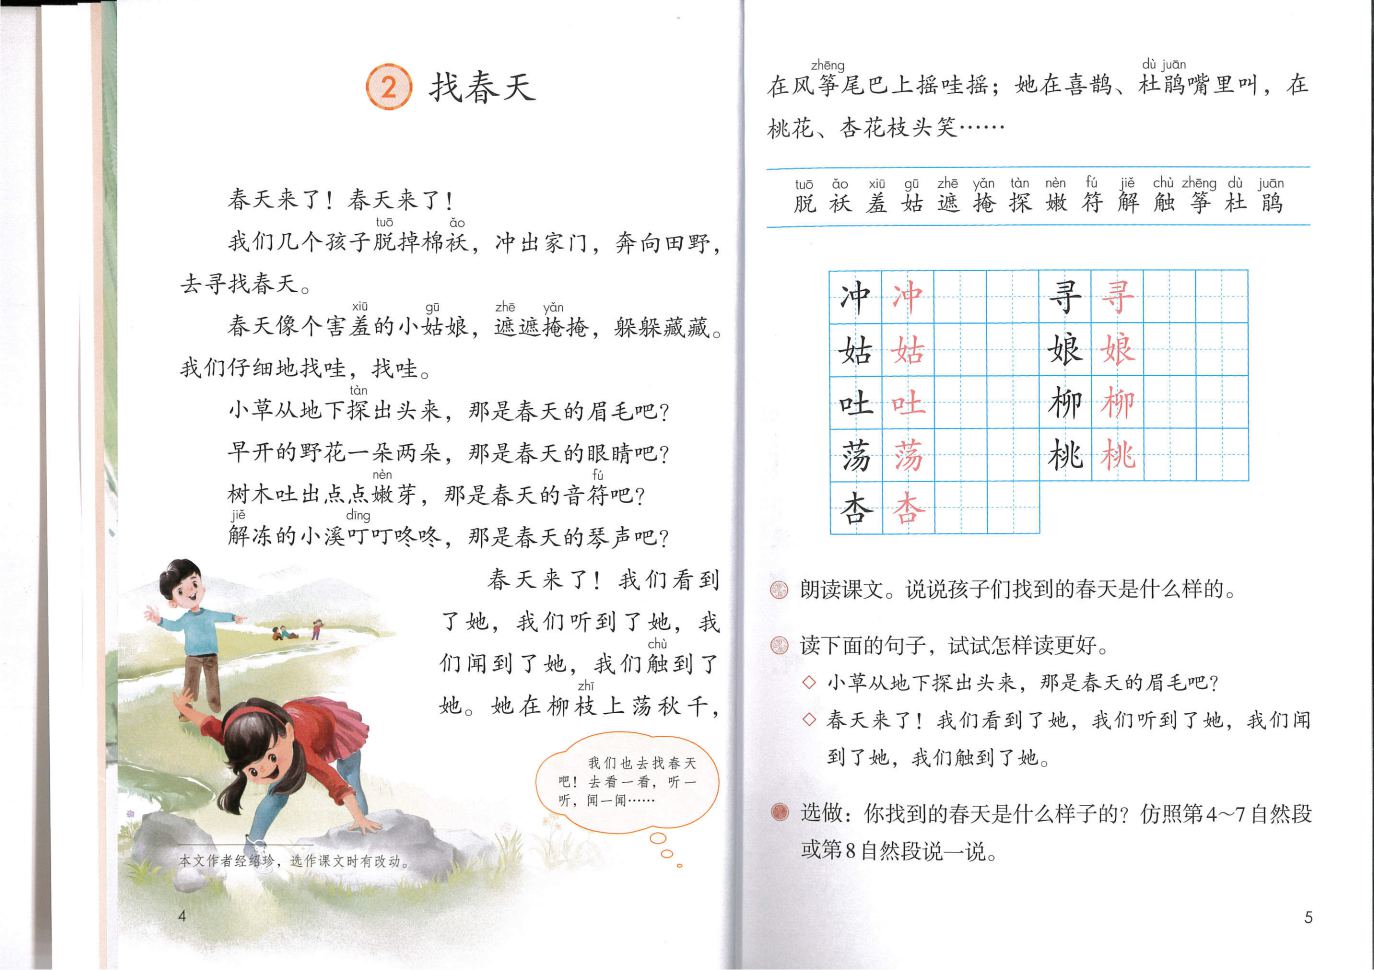 2 找春天
春天来了！春天来了！
tuō ǎo
我们几个孩子脱掉棉袄，冲出家门，奔向田野，
去寻找春天。
xiū gū zhē yǎn
春天像个害羞的小姑娘，遮遮掩掩，躲躲藏藏。
我们仔细地找哇，找哇。
tàn
小草从地下探出头来，那是春天的眉毛吧？
早开的野花一朵两朵，那是春天的眼睛吧？
nèn fú
树木吐出点点嫩芽，那是春天的音符吧？
jiě dīng
解冻的小溪叮叮咚咚，那是春天的琴声吧？
春天来了！我们看到
了她，我们听到了她，我
chù
们闻到了她，我们触到了
zhī
她。她在柳枝上荡秋千，
我们也去找春天
吧！去看一看，听一
听，闻一闻……
本文作者经绍珍，选作课文时有改动。
4
zhēng dù juān
在风筝尾巴上摇哇摇；她在喜鹊、杜鹃嘴里叫，在
桃花、杏花枝头笑……
tuō ǎo xiū gū zhē yǎn tàn nèn fú jiě chù zhēng dù juān
脱 袄 羞 姑 遮 掩 探 嫩 符 解 触 筝 杜 鹃
冲 冲 寻 寻
姑 姑 娘 娘
吐 吐 柳 柳
荡 荡 桃 桃
杏 杏
朗读课文。说说孩子们找到的春天是什么样的。
读下面的句子，试试怎样读更好。
◇ 小草从地下探出头来，那是春天的眉毛吧？
◇ 春天来了！我们看到了她，我们听到了她，我们闻
到了她，我们触到了她。
选做：你找到的春天是什么样子的？仿照第4～7自然段
或第8自然段说一说。
5